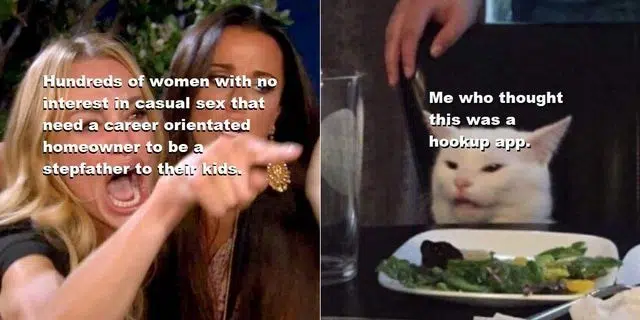 Hundreds of women with no
interest in casual sex that
need a career orientated
homeowner to be a
stepfather to their kids.
Me who thought
this was a
hookup app.